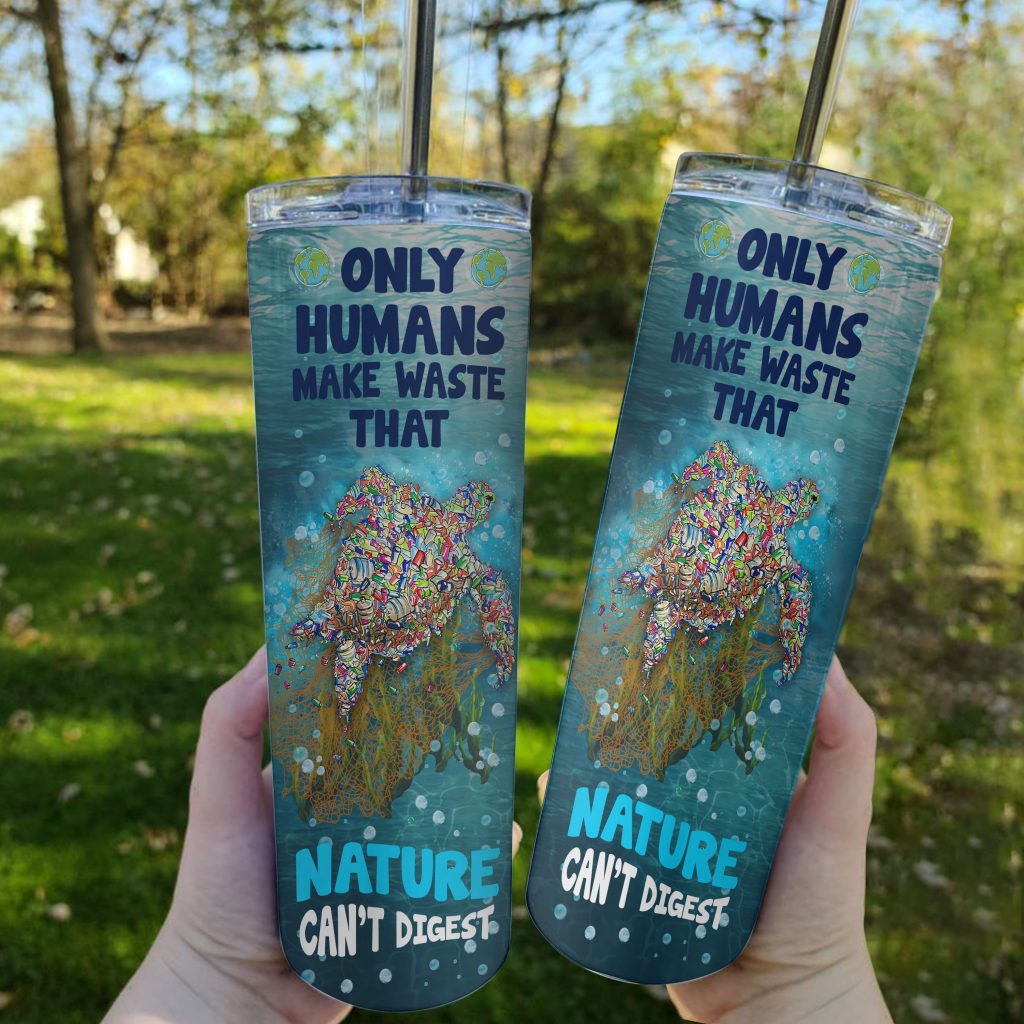 ONLY
HUMANS
MAKE WASTE
THAT
NATURE
CAN'T DIGEST
ONLY
HUMANS
MAKE WASTE
THAT
NATURE
CAN'T DIGEST